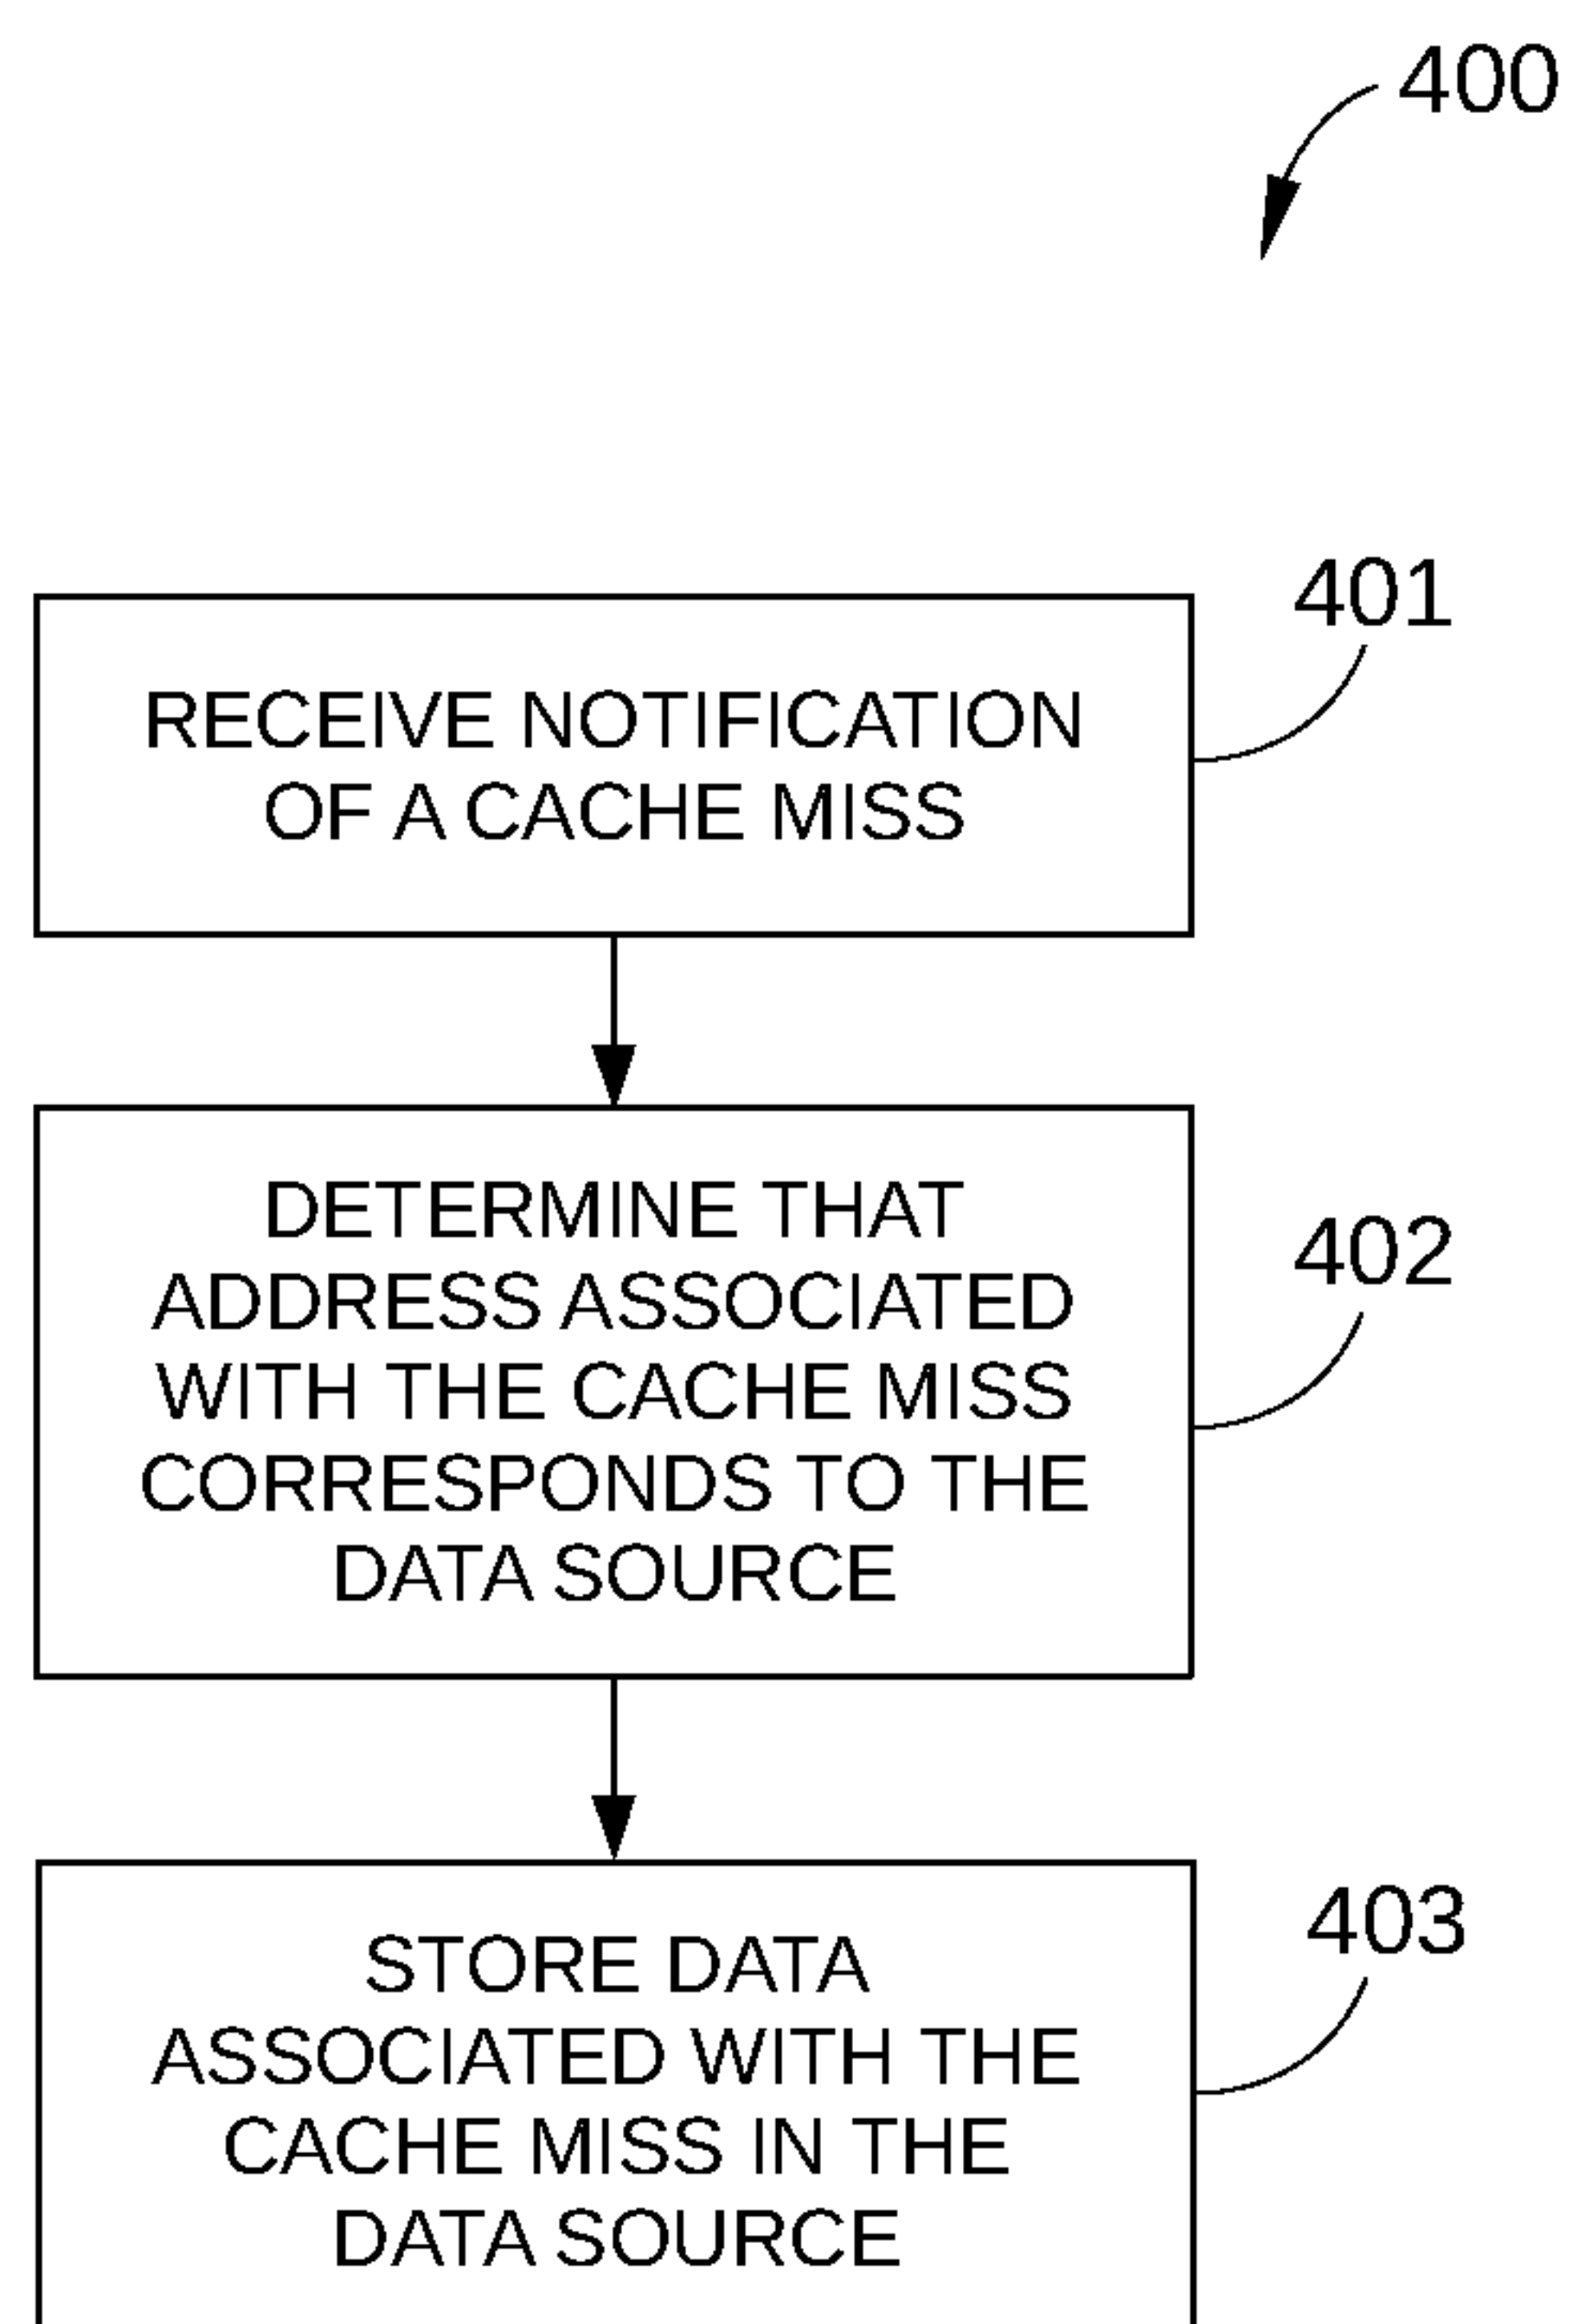 400
401
RECEIVE NOTIFICATION
OF A CACHE MISS
402
DETERMINE THAT
ADDRESS ASSOCIATED
WITH THE CACHE MISS
CORRESPONDS TO THE
DATA SOURCE
403
STORE DATA
ASSOCIATED WITH THE
CACHE MISS IN THE
DATA SOURCE